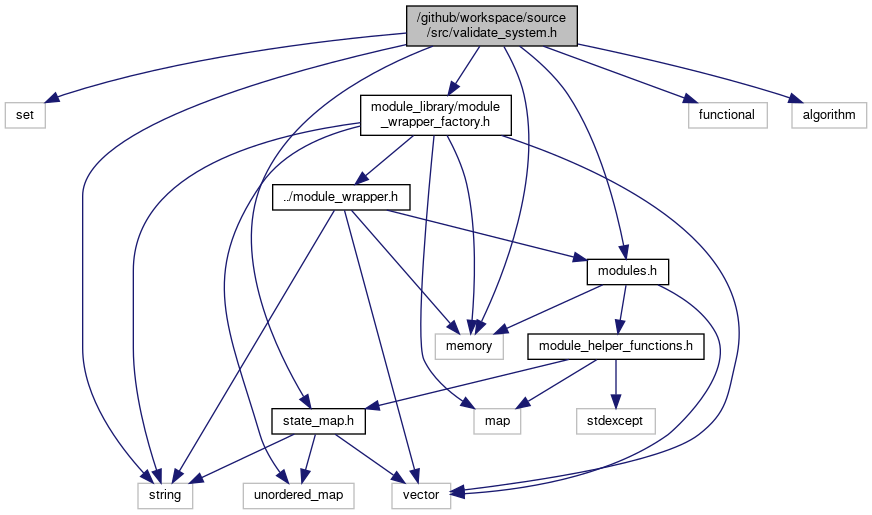 /github/workspace/source
/src/validate_system.h
set
module_library/module
_wrapper_factory.h
functional
algorithm
../module_wrapper.h
modules.h
memory
module_helper_functions.h
state_map.h
map
stdexcept
string
unordered_map
vector